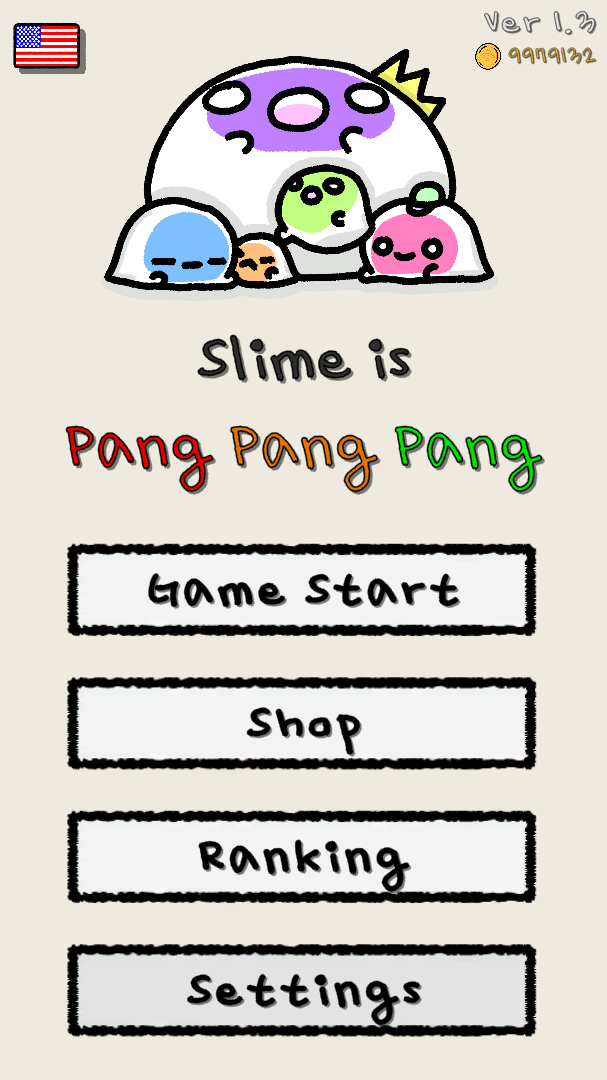 Ver 1.3
9979132
Slime is
Pang Pang Pang
Game Start
Shop
Ranking
Settings